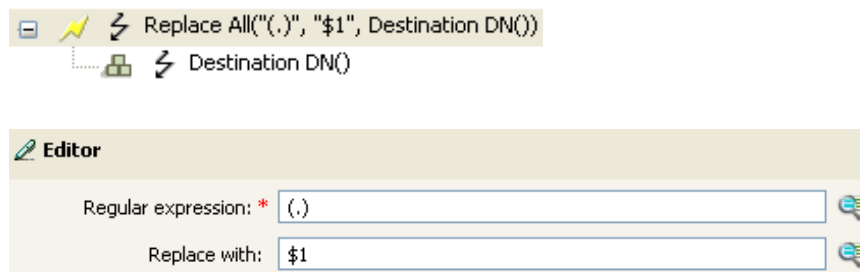 Replace All("(.)", "$1", Destination DN())
Destination DN()
Editor
Regular expression: * (.)
Replace with: $1